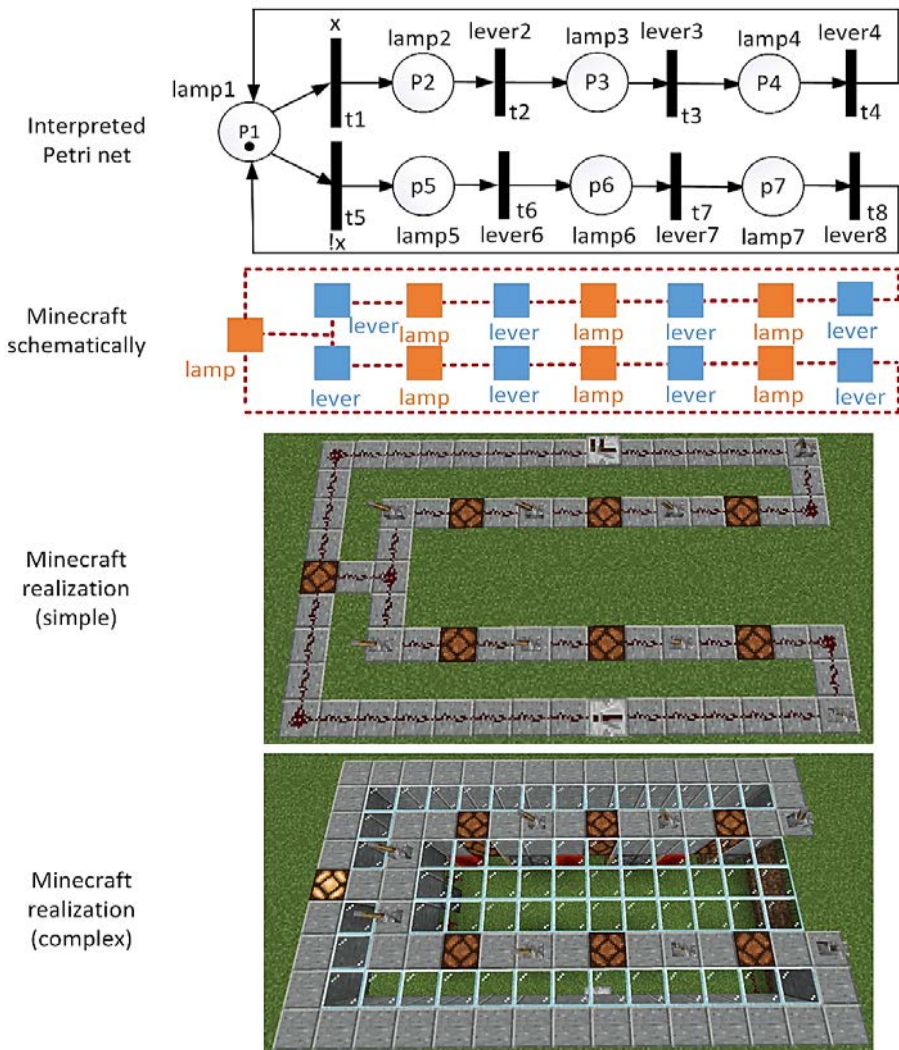 x
lamp2
lever2
lamp3
lever3
lamp4
lever4
lamp1
P1
P2
P3
P4
t1
t2
t3
t4
Interpreted
Petri net
t5
p5
t6
p6
t7
p7
t8
!x
lamp5
lever6
lamp6
lever7
lamp7
lever8
Minecraft
schematically
lamp
lever
lamp
lever
lamp
lever
lamp
lever
lever
lamp
lever
lamp
lever
lamp
lever
Minecraft
realization
(simple)
Minecraft
realization
(complex)